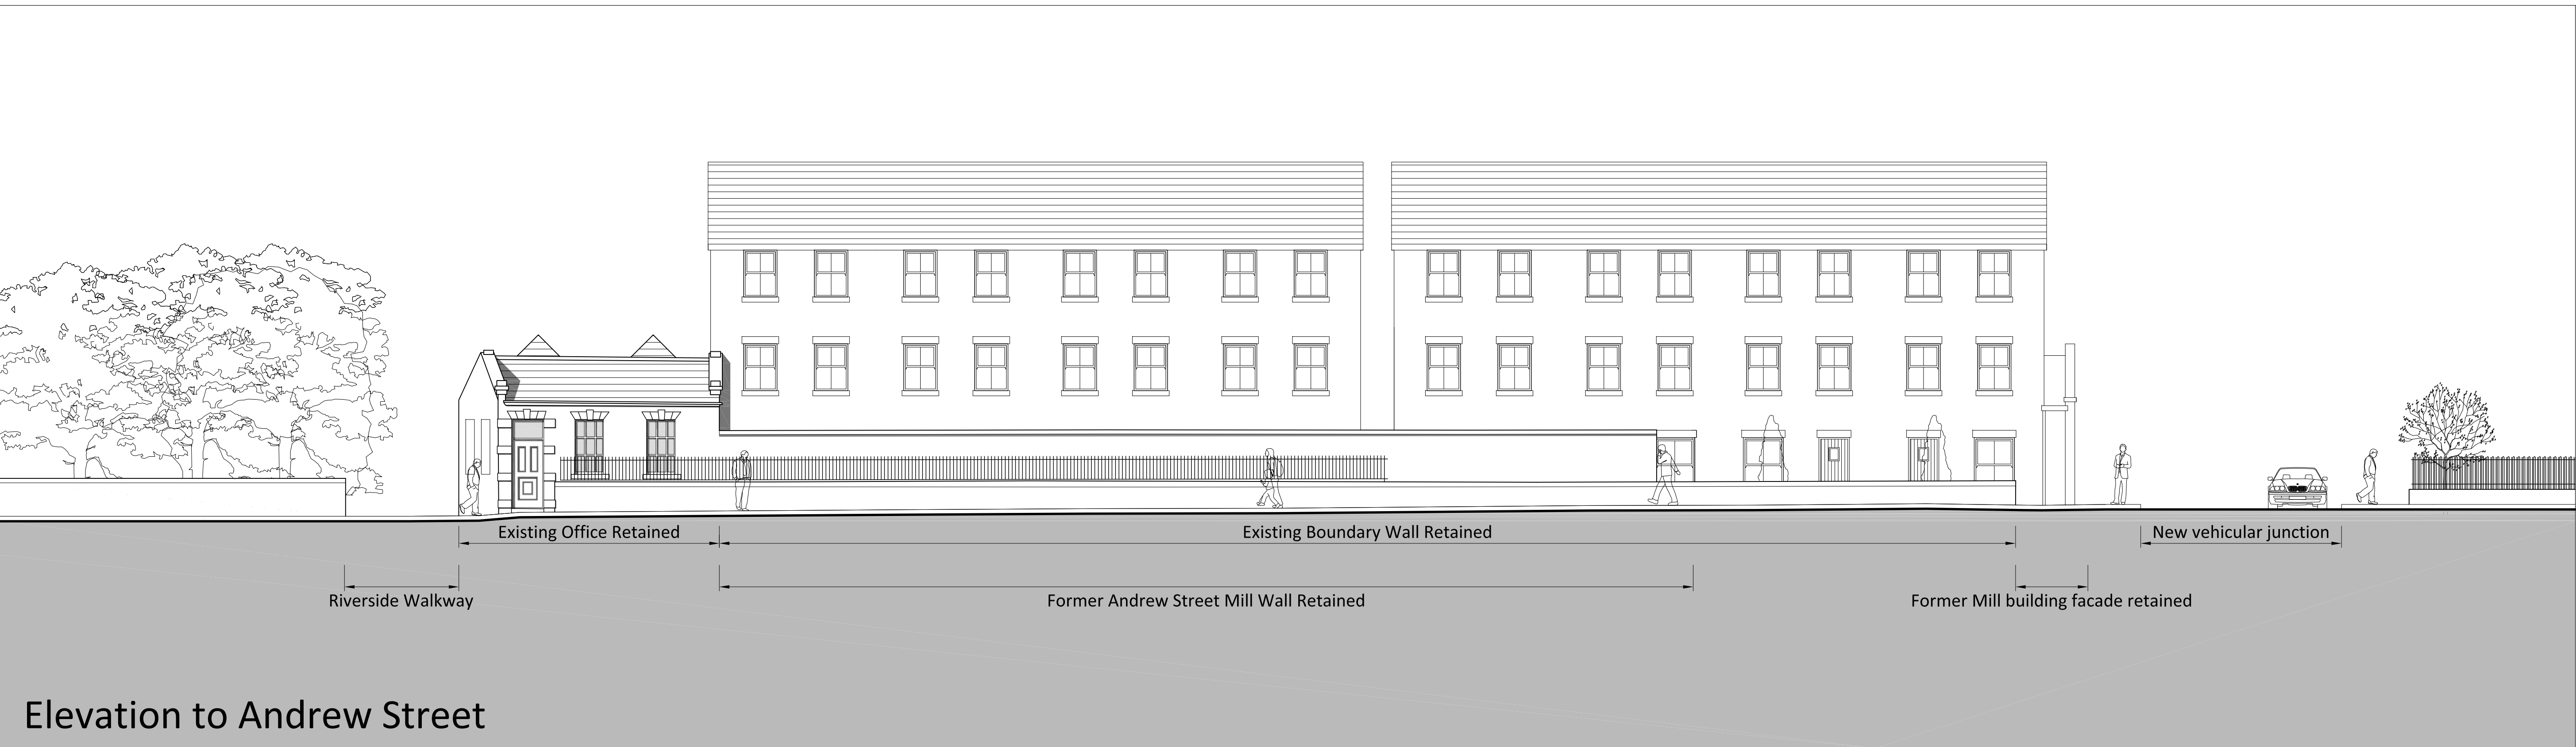 Existing Office Retained
Existing Boundary Wall Retained
New vehicular junction
Riverside Walkway
Former Andrew Street Mill Wall Retained
Former Mill building facade retained
Elevation to Andrew Street